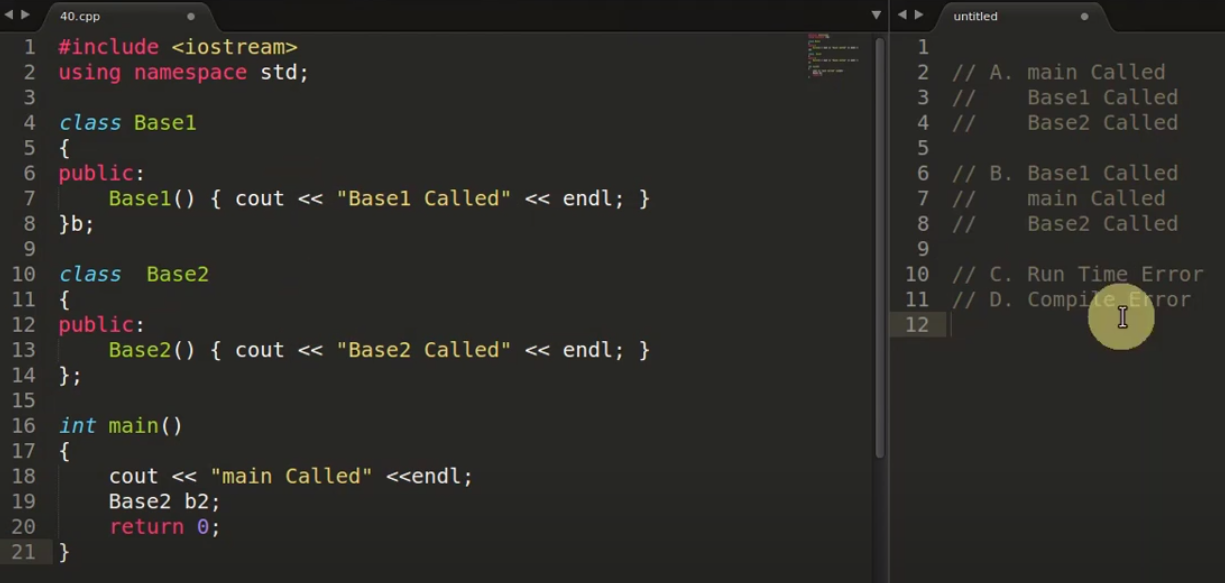 40.cpp
1 #include <iostream>
2 using namespace std;
3
4 class Base1
5 {
6 public:
7     Base1() { cout << "Base1 Called" << endl; }
8 }b;
9
10 class  Base2
11 {
12 public:
13     Base2() { cout << "Base2 Called" << endl; }
14 };
15
16 int main()
17 {
18     cout << "main Called" <<endl;
19     Base2 b2;
20     return 0;
21 }
untitled
1
2 // A. main Called
3 //    Base1 Called
4 //    Base2 Called
5
6 // B. Base1 Called
7 //    main Called
8 //    Base2 Called
9
10 // C. Run Time Error
11 // D. Compile Error
12